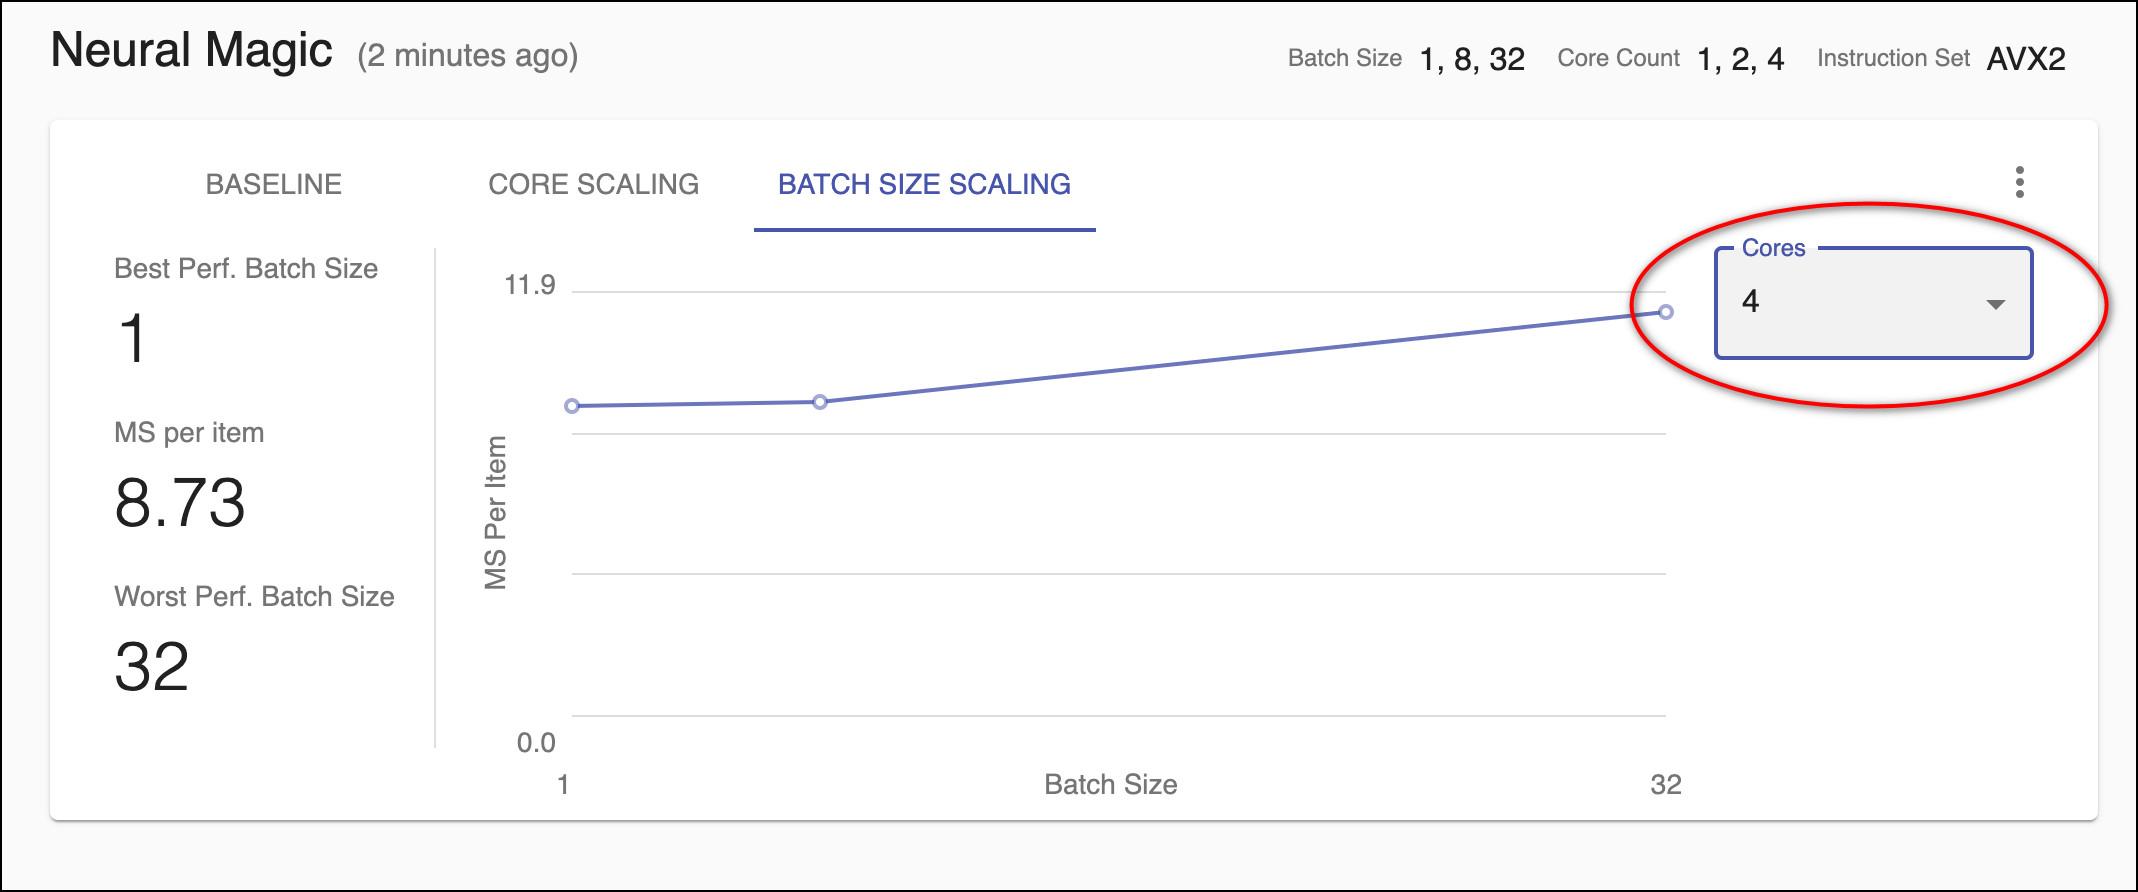 Neural Magic (2 minutes ago)
Batch Size 1, 8, 32 Core Count 1, 2, 4 Instruction Set AVX2
BASELINE CORE SCALING BATCH SIZE SCALING
Best Perf. Batch Size
1
MS per item
8.73
Worst Perf. Batch Size
32
11.9
MS Per Item
0.0
1 Batch Size 32
Cores
4